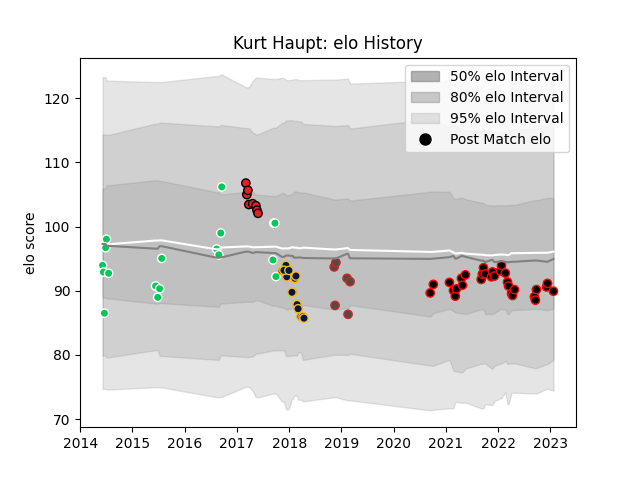 Kurt Haupt: elo History
50% elo Interval
80% elo Interval
95% elo Interval
Post Match elo
elo score
120
110
100
90
80
70
2014 2015 2016 2017 2018 2019 2020 2021 2022 2023